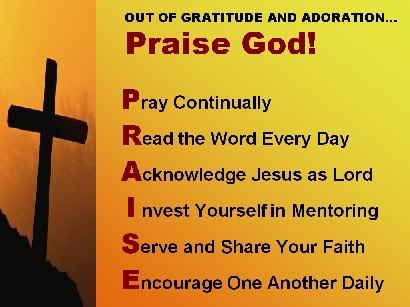 OUT OF GRATITUDE AND ADORATION...
Praise God!
Pray Continually
Read the Word Every Day
Acknowledge Jesus as Lord
Invest Yourself in Mentoring
Serve and Share Your Faith
Encourage One Another Daily